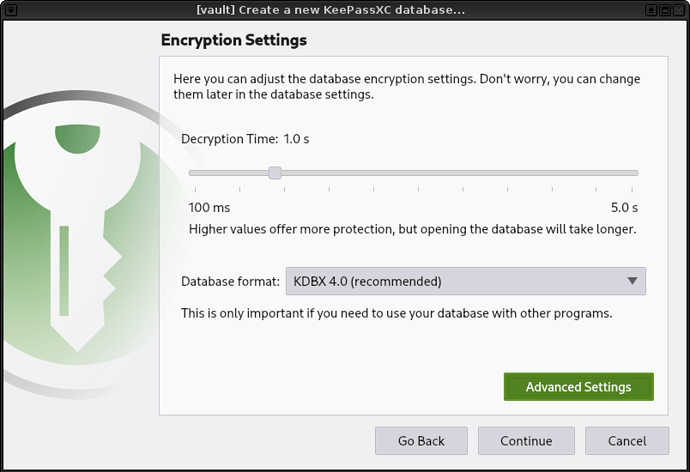 [vault] Create a new KeePassXC database...
Encryption Settings
Here you can adjust the database encryption settings. Don't worry, you can change
them later in the database settings.
Decryption Time: 1.0 s
100 ms 5.0 s
Higher values offer more protection, but opening the database will take longer.
Database format: KDBX 4.0 (recommended)
This is only important if you need to use your database with other programs.
Advanced Settings
Go Back Continue Cancel